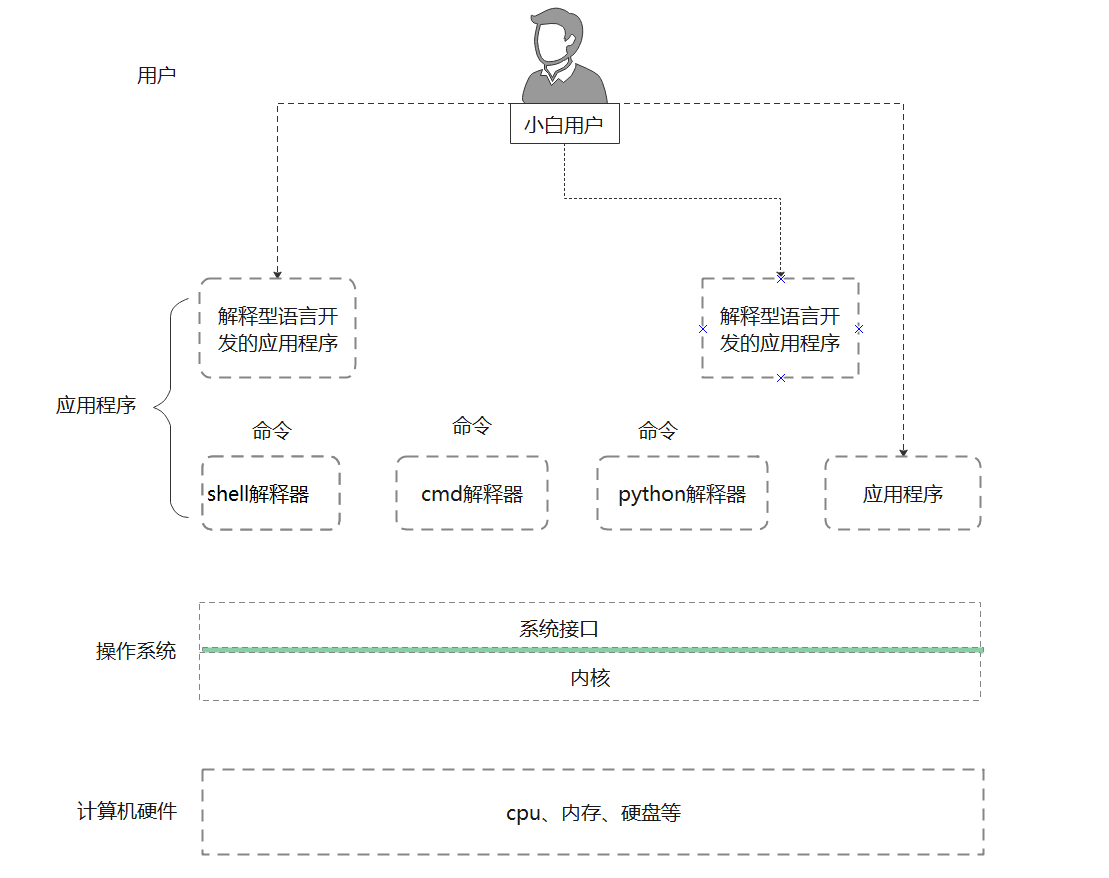 用户
小白用户
解释型语言开
发的应用程序
解释型语言开
发的应用程序
应用程序
命令
命令
命令
shell解释器
cmd解释器
python解释器
应用程序
系统接口
操作系统
内核
计算机硬件
cpu、内存、硬盘等